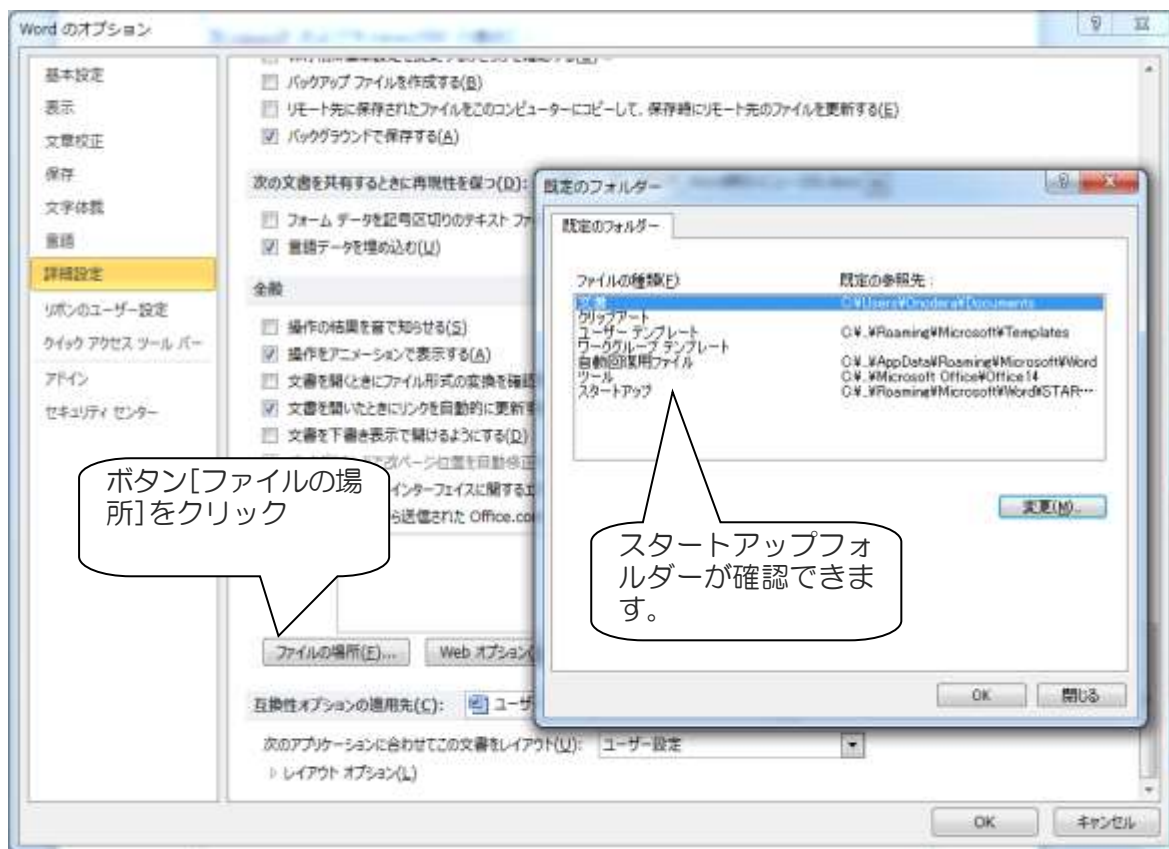 Word のオプション
基本設定
表示
文章校正
保存
文字体裁
言語
詳細設定
リボンのユーザー設定
クイック アクセス ツール バー
アドイン
セキュリティ センター
バックアップ ファイルを作成する(B)
リモート先に保存されたファイルをこのコンピューターにコピーして、保存時にリモート先のファイルを更新する(E)
バックグラウンドで保存する(A)
次の文書を共有するときに再現性を保つ(D):
フォーム データを記号区切りのテキスト ファ
言語データを埋め込む(U)
全般
操作の結果を音で知らせる(S)
操作をアニメーションで表示する(A)
文書を開くときにファイル形式の変換を確認
文書を開いたときにリンクを自動的に更新す
文書を下書き表示で開けるようにする(D)
で改ページ位置を自動修正
インターフェイスに関するエ
ら送信された Office.co
ボタン[ファイルの場
所]をクリック
ファイルの場所(F)...
Web オプション(
互換性オプションの適用先(C):
ユーザ
次のアプリケーションに合わせてこの文書をレイアウト(U):
ユーザー設定
レイアウト オプション(L)
OK
キャンセル
既定のフォルダー
既定のフォルダー
ファイルの種類(F)
既定の参照先:
文書 C:¥Users¥Onodera¥Documents
クリップアート
ユーザー テンプレート C:¥..¥Roaming¥Microsoft¥Templates
ワークグループ テンプレート
自動回復用ファイル C:¥..¥AppData¥Roaming¥Microsoft¥Word
ツール C:¥..¥Microsoft Office¥Office14
スタートアップ C:¥..¥Roaming¥Microsoft¥Word¥STAR…
変更(M)...
スタートアップフォ
ルダーが確認できま
す。
OK
閉じる